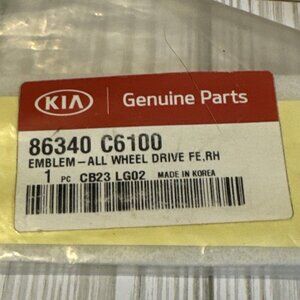 KIA Genuine Parts
86340 C6100
EMBLEM-ALL WHEEL DRIVE FE,RH
1 PC CB23 LG02 MADE IN KOREA